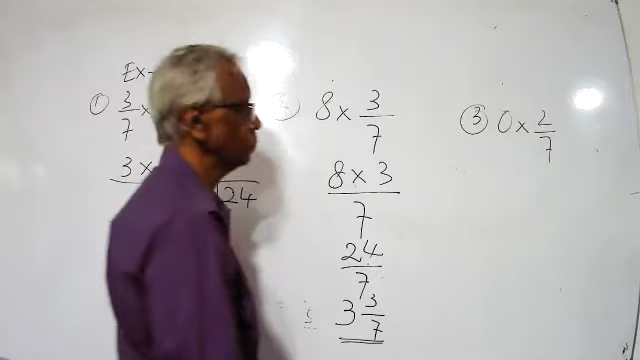 Ex-
① 3/7 ×
3 ×
24
8 × 3/7
8 × 3
7
24
7
3 3/7
③ 0 × 2/7